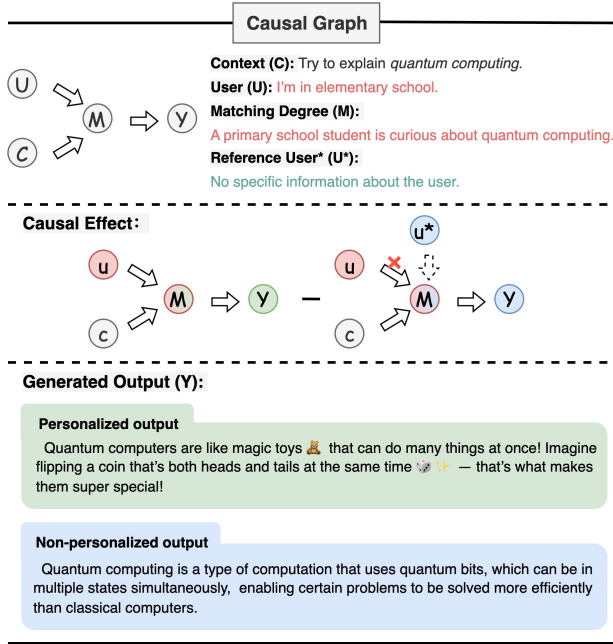 Causal Graph
Context (C): Try to explain quantum computing.
U
User (U): I'm in elementary school.
Matching Degree (M):
M
Y
A primary school student is curious about quantum computing.
C
Reference User* (U*):
No specific information about the user.
Causal Effect:
u*
u
u
M
Y
M
Y
c
c
Generated Output (Y):
Personalized output
Quantum computers are like magic toys 🧸 that can do many things at once! Imagine
flipping a coin that's both heads and tails at the same time 🎲✨ — that's what makes
them super special!
Non-personalized output
Quantum computing is a type of computation that uses quantum bits, which can be in
multiple states simultaneously, enabling certain problems to be solved more efficiently
than classical computers.